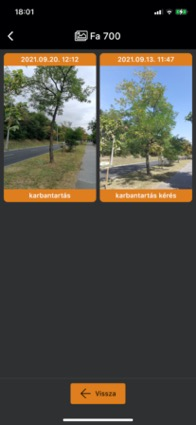 18:01
Fa 700
2021.09.20. 12:12
2021.09.13. 11:47
karbantartás
karbantartás kérés
Vissza